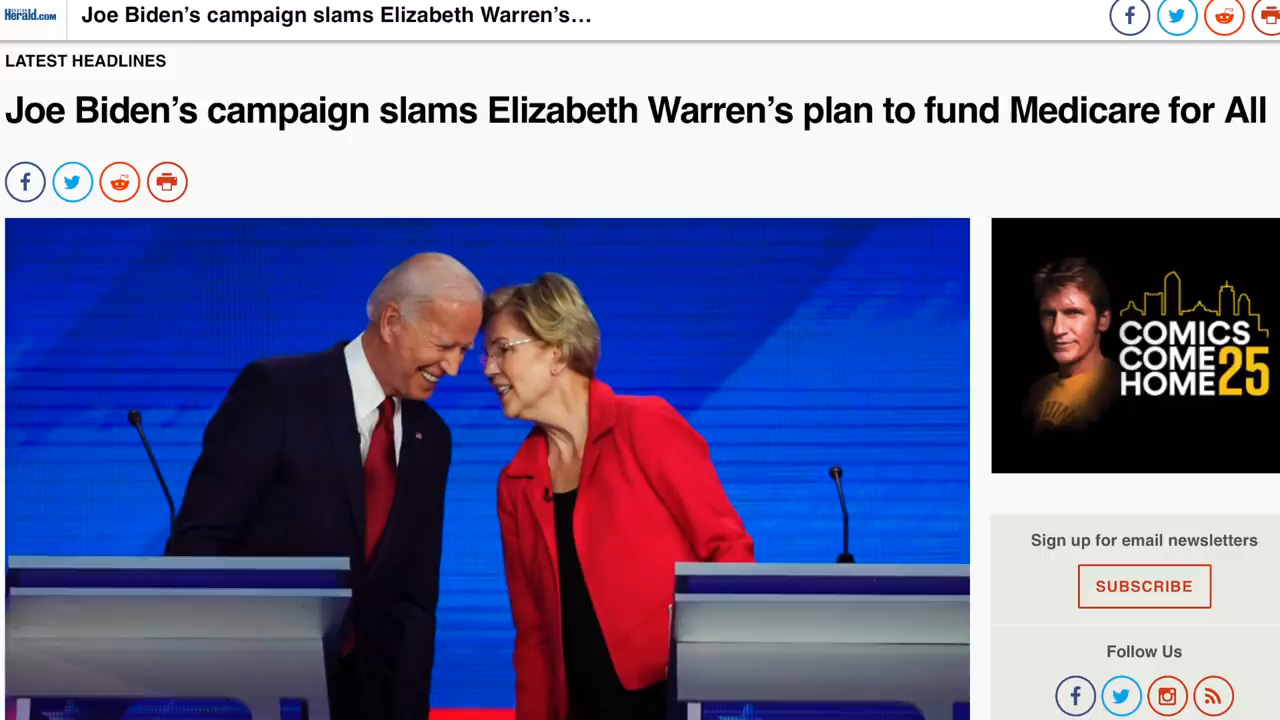 Herald.com
Joe Biden’s campaign slams Elizabeth Warren’s…
LATEST HEADLINES
Joe Biden’s campaign slams Elizabeth Warren’s plan to fund Medicare for All
COMICS
COME
HOME 25
Sign up for email newsletters
SUBSCRIBE
Follow Us